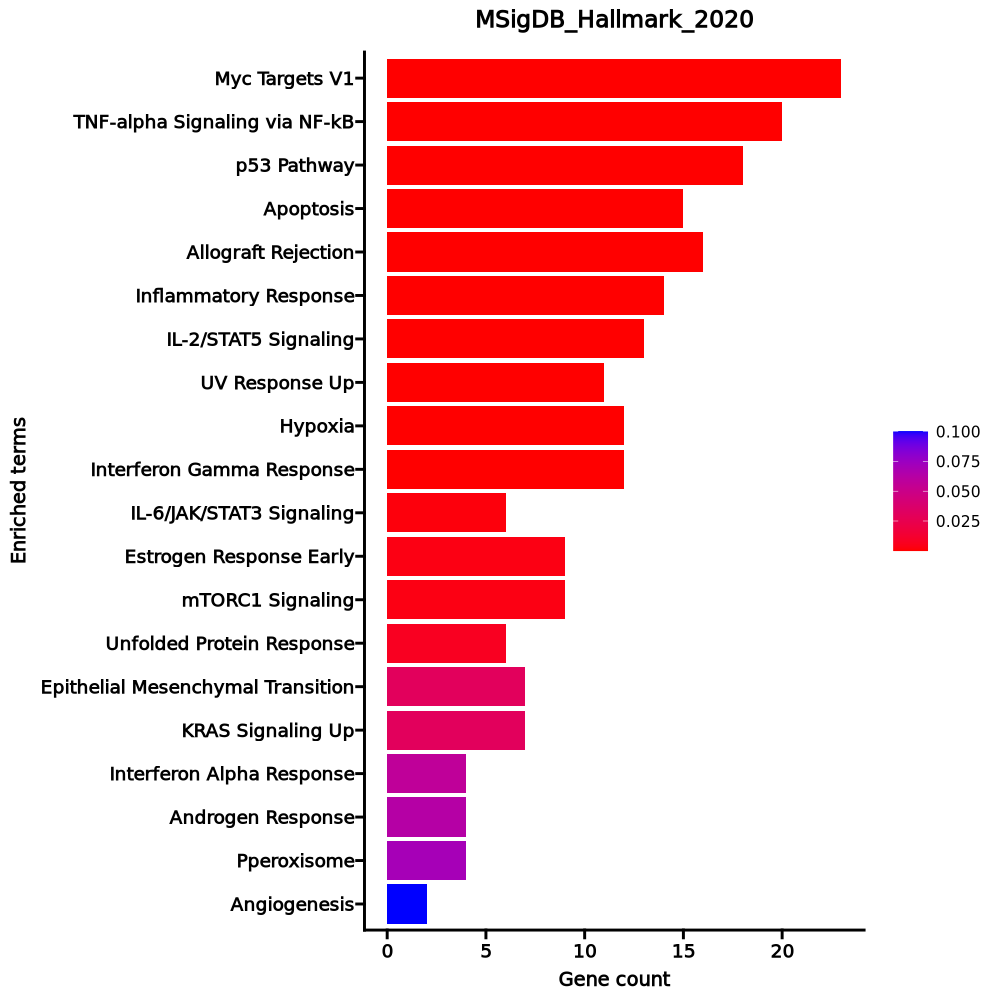 MSigDB_Hallmark_2020
Myc Targets V1
TNF-alpha Signaling via NF-kB
p53 Pathway
Apoptosis
Allograft Rejection
Inflammatory Response
IL-2/STAT5 Signaling
UV Response Up
Hypoxia
Interferon Gamma Response
IL-6/JAK/STAT3 Signaling
Estrogen Response Early
mTORC1 Signaling
Unfolded Protein Response
Epithelial Mesenchymal Transition
KRAS Signaling Up
Interferon Alpha Response
Androgen Response
Pperoxisome
Angiogenesis
Enriched terms
0 5 10 15 20
Gene count
0.100
0.075
0.050
0.025